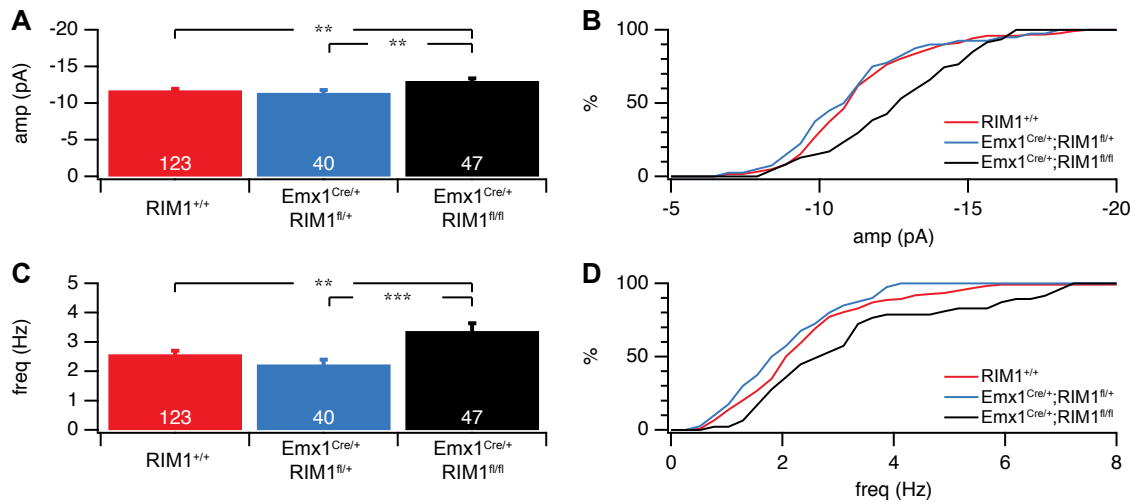 A
amp (pA)
-20
-15
-10
-5
0
**
**
123
40
47
RIM1+/+
Emx1Cre/+
RIM1fl/+
Emx1Cre/+
RIM1fl/fl
B
%
100
50
0
RIM1+/+
Emx1Cre/+;RIM1fl/+
Emx1Cre/+;RIM1fl/fl
-5 -10 -15 -20
amp (pA)
C
freq (Hz)
5
4
3
2
1
0
**
***
123
40
47
RIM1+/+
Emx1Cre/+
RIM1fl/+
Emx1Cre/+
RIM1fl/fl
D
%
100
50
0
RIM1+/+
Emx1Cre/+;RIM1fl/+
Emx1Cre/+;RIM1fl/fl
0 2 4 6 8
freq (Hz)